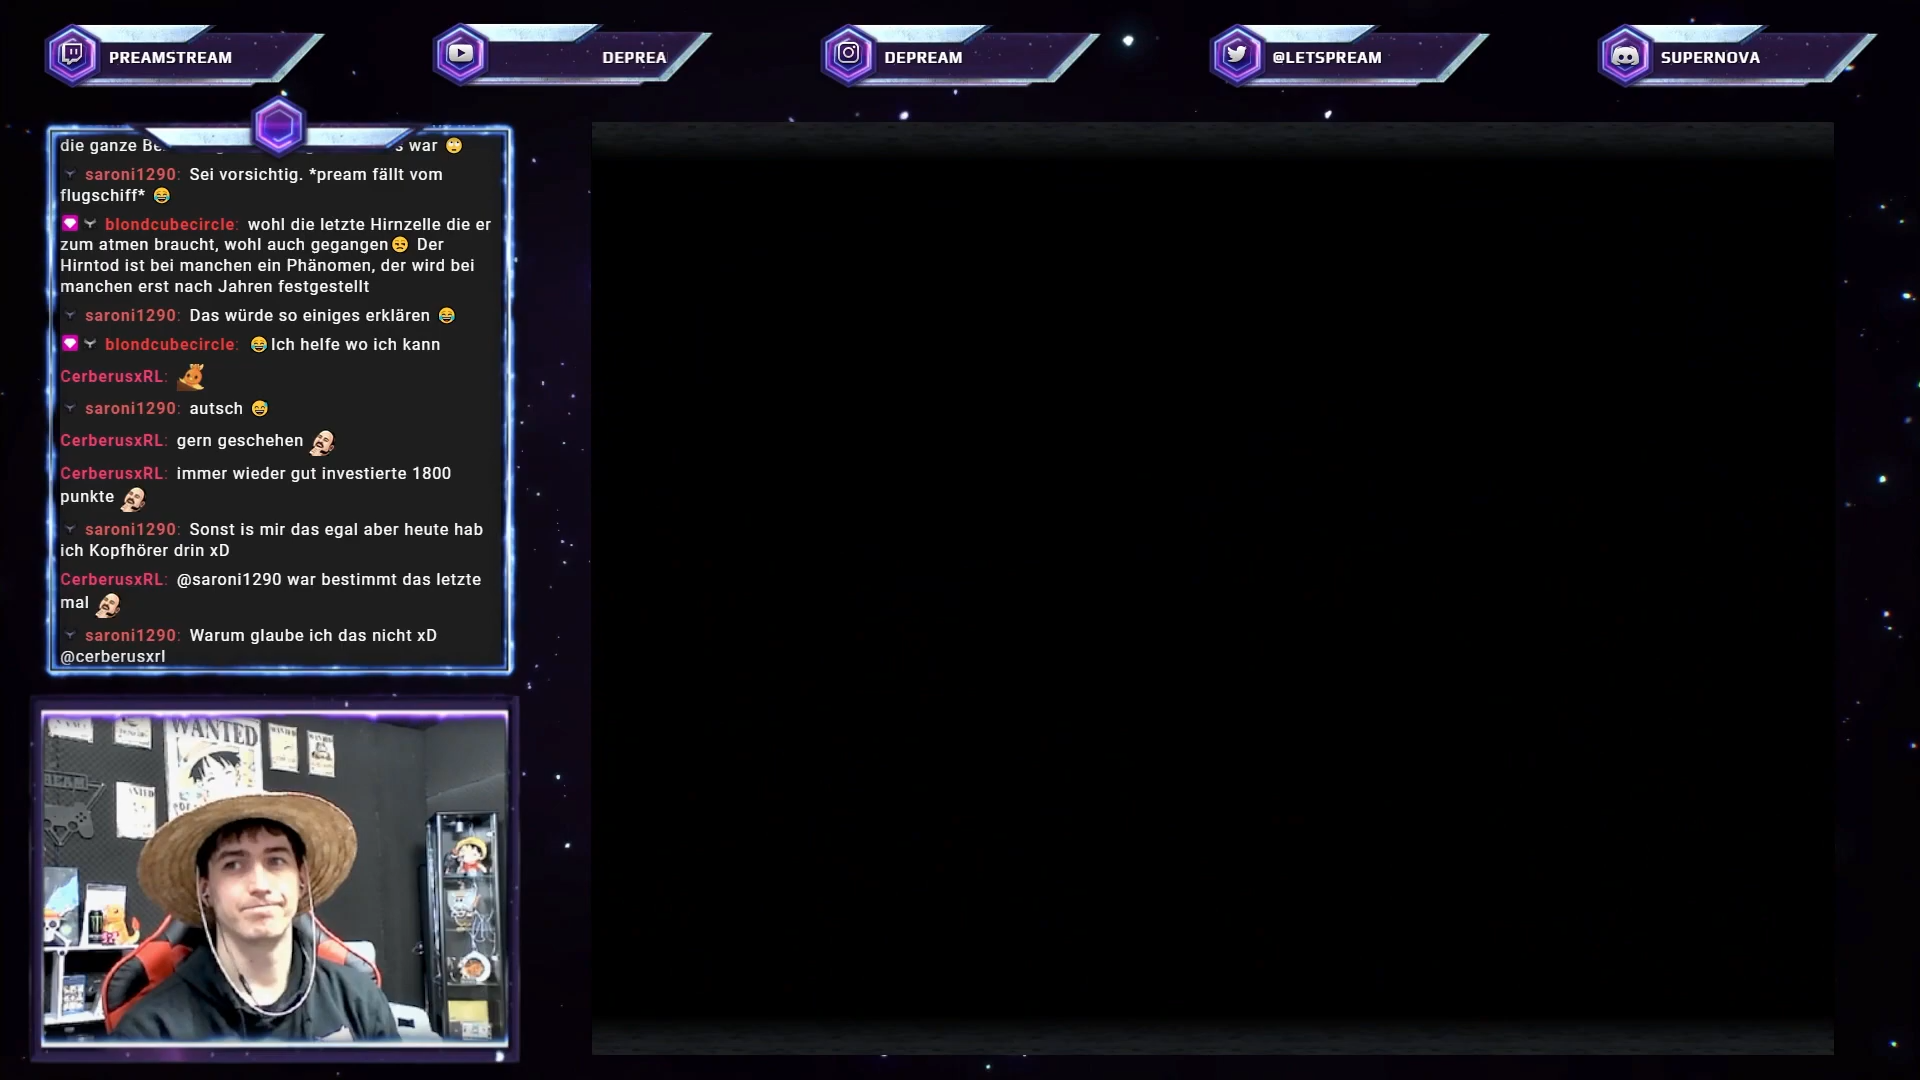 PREAMSTREAM
DEPREA
DEPREAM
@LETSPREAM
SUPERNOVA
die ganze Be
s war 🙄
saroni1290: Sei vorsichtig. *pream fällt vom
flugschiff* 😂
blondcubecircle: wohl die letzte Hirnzelle die er
zum atmen braucht, wohl auch gegangen😒 Der
Hirntod ist bei manchen ein Phänomen, der wird bei
manchen erst nach Jahren festgestellt
saroni1290: Das würde so einiges erklären 😂
blondcubecircle: 😂Ich helfe wo ich kann
CerberusxRL:
saroni1290: autsch 😅
CerberusxRL: gern geschehen
CerberusxRL: immer wieder gut investierte 1800
punkte
saroni1290: Sonst is mir das egal aber heute hab
ich Kopfhörer drin xD
CerberusxRL: @saroni1290 war bestimmt das letzte
mal
saroni1290: Warum glaube ich das nicht xD
@cerberusxrl
WANTED
WANTED